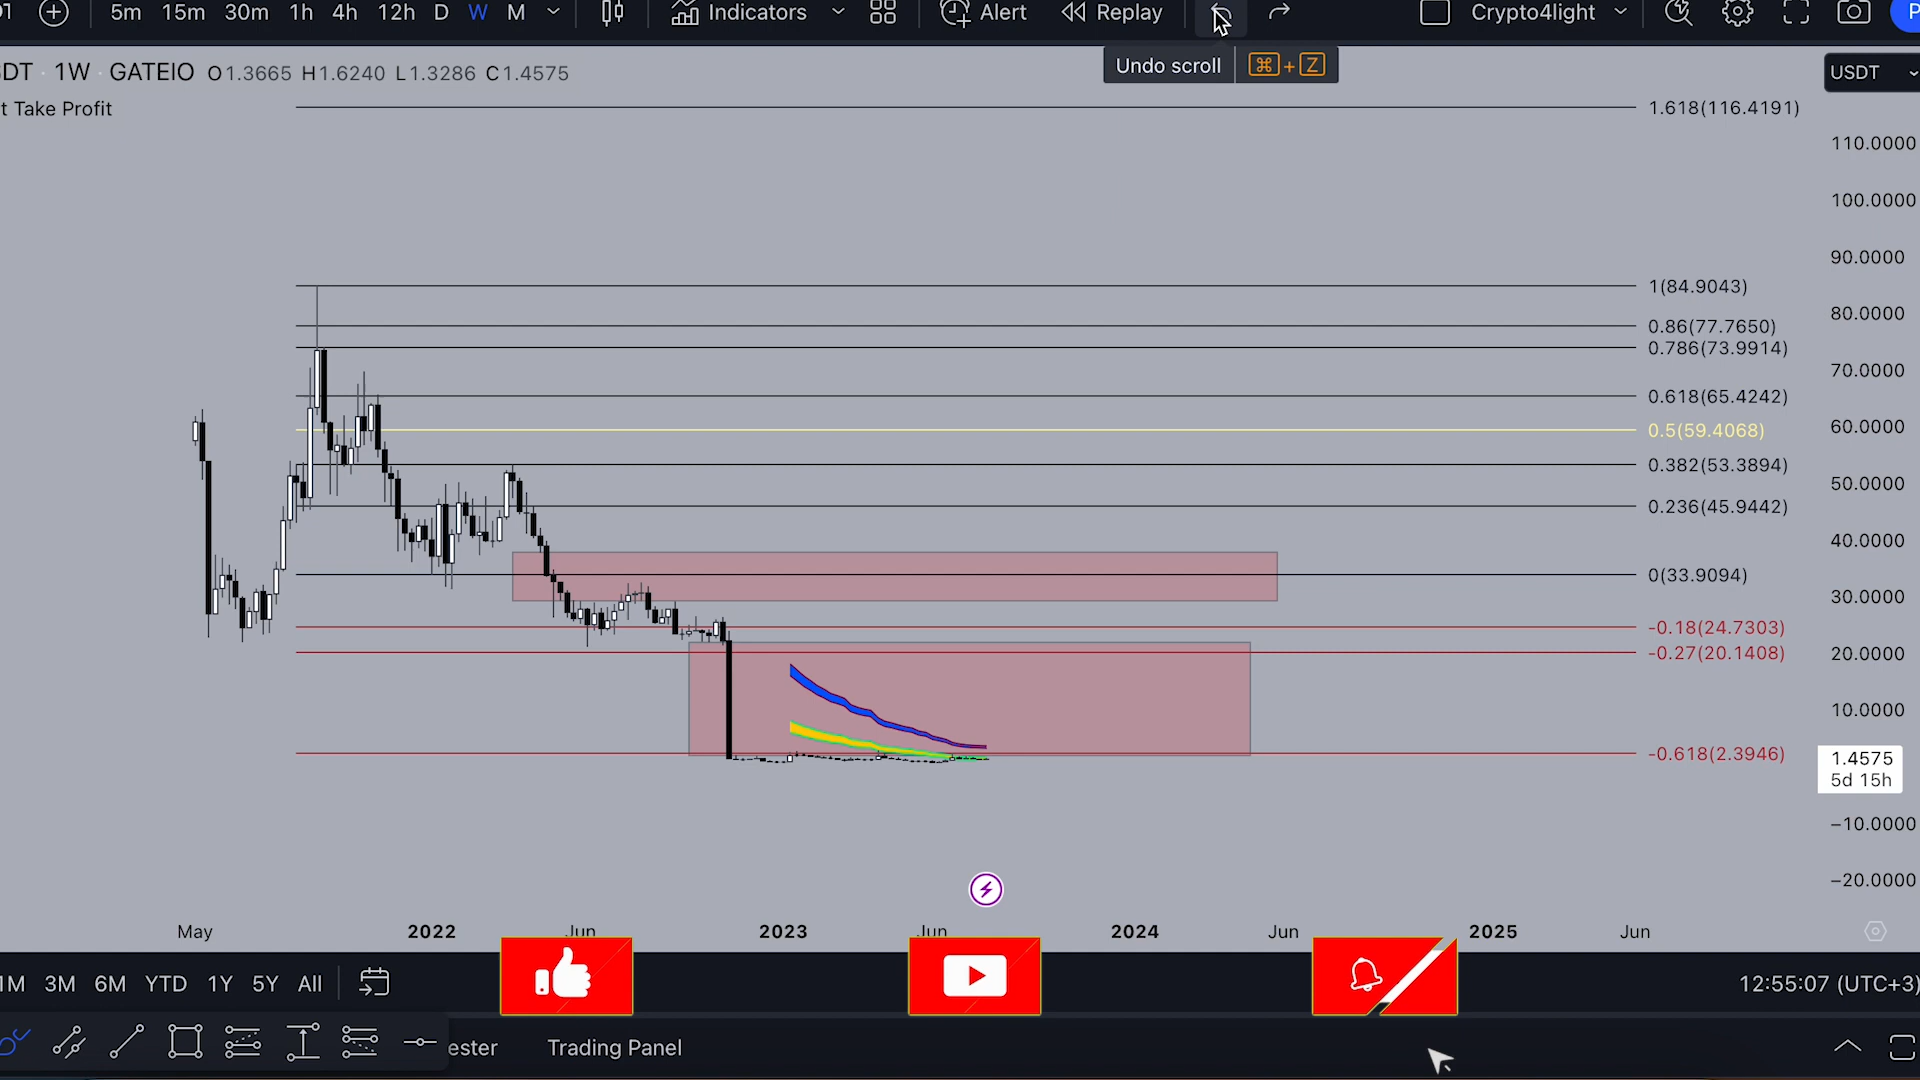 5m 15m 30m 1h 4h 12h D W M Indicators Alert Replay Crypto4light P
DT · 1W · GATEIO O1.3665 H1.6240 L1.3286 C1.4575
Undo scroll ⌘ + Z
USDT
t Take Profit
1.618(116.4191)
110.0000
100.0000
90.0000
1(84.9043)
80.0000
0.86(77.7650)
0.786(73.9914)
70.0000
0.618(65.4242)
60.0000
0.5(59.4068)
0.382(53.3894)
50.0000
0.236(45.9442)
40.0000
0(33.9094)
30.0000
-0.18(24.7303)
-0.27(20.1408)
20.0000
10.0000
-0.618(2.3946)
1.4575
5d 15h
−10.0000
−20.0000
May 2022 Jun 2023 Jun 2024 Jun 2025 Jun
1M 3M 6M YTD 1Y 5Y All
12:55:07 (UTC+3)
ester Trading Panel